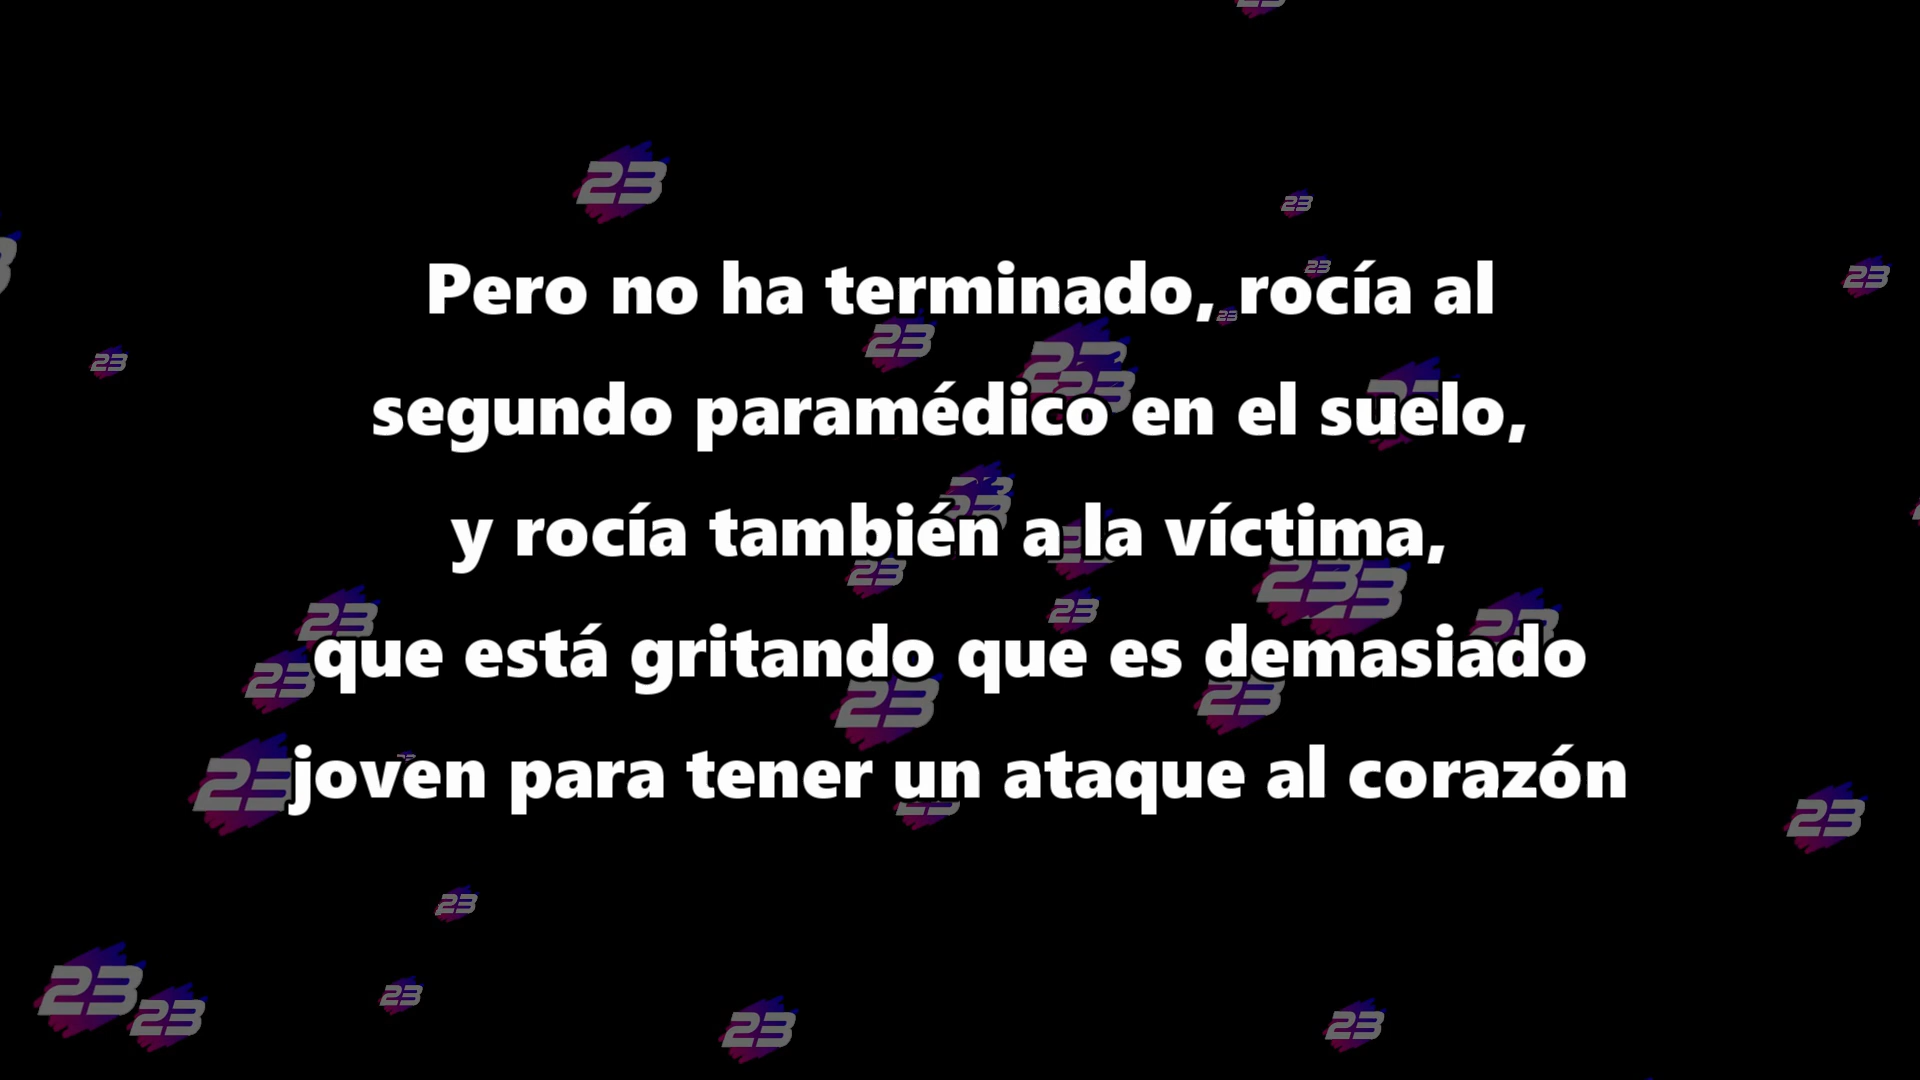 Pero no ha terminado, rocía al
segundo paramédico en el suelo,
y rocía también a la víctima,
que está gritando que es demasiado
joven para tener un ataque al corazón